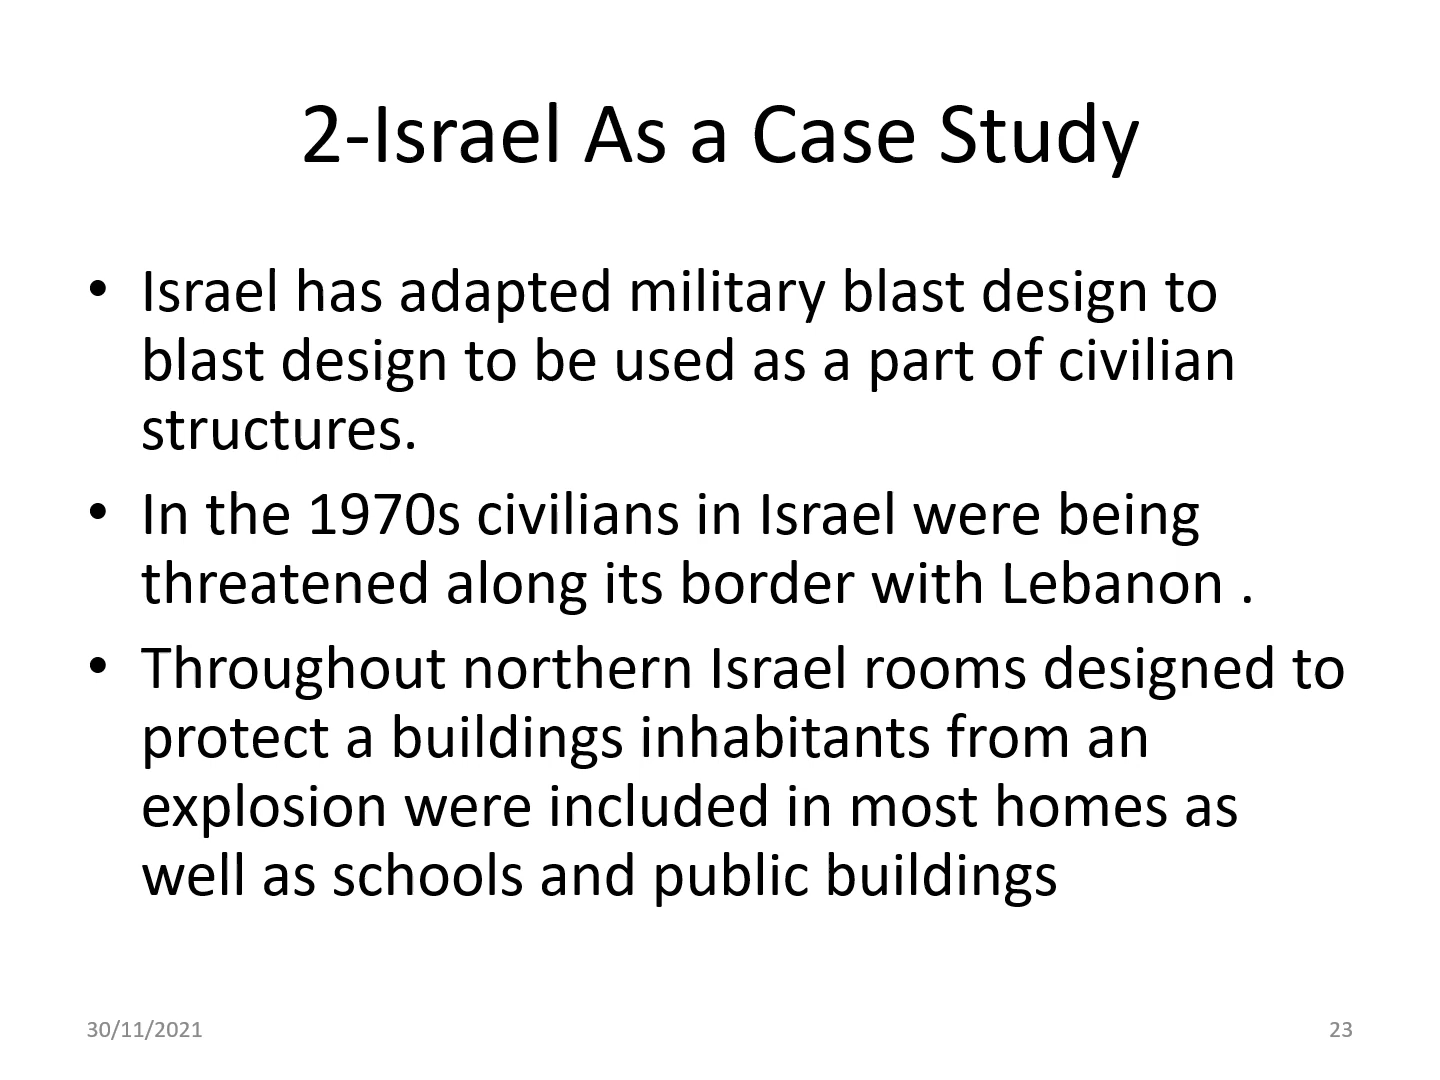 2-Israel As a Case Study
• Israel has adapted military blast design to
blast design to be used as a part of civilian
structures.
• In the 1970s civilians in Israel were being
threatened along its border with Lebanon .
• Throughout northern Israel rooms designed to
protect a buildings inhabitants from an
explosion were included in most homes as
well as schools and public buildings
30/11/2021
23